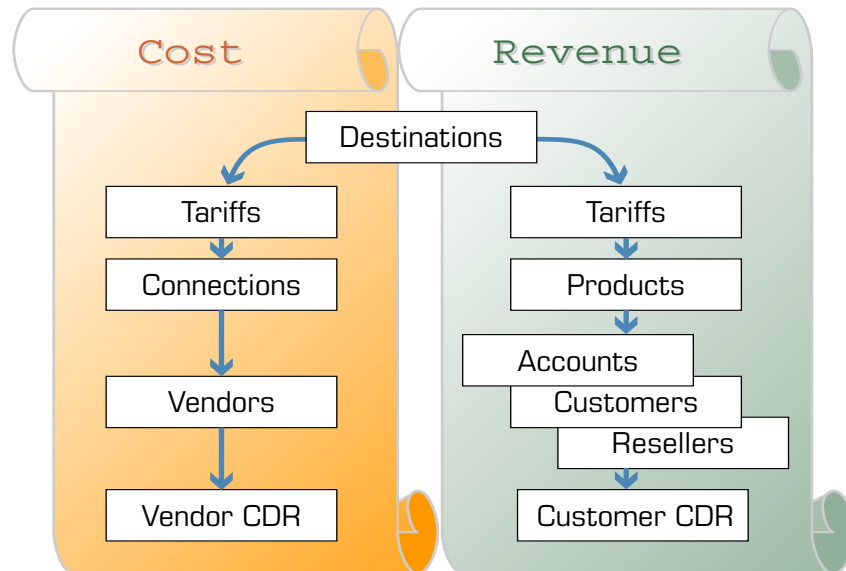 Cost
Revenue
Destinations
Tariffs
Tariffs
Connections
Products
Accounts
Vendors
Customers
Resellers
Vendor CDR
Customer CDR